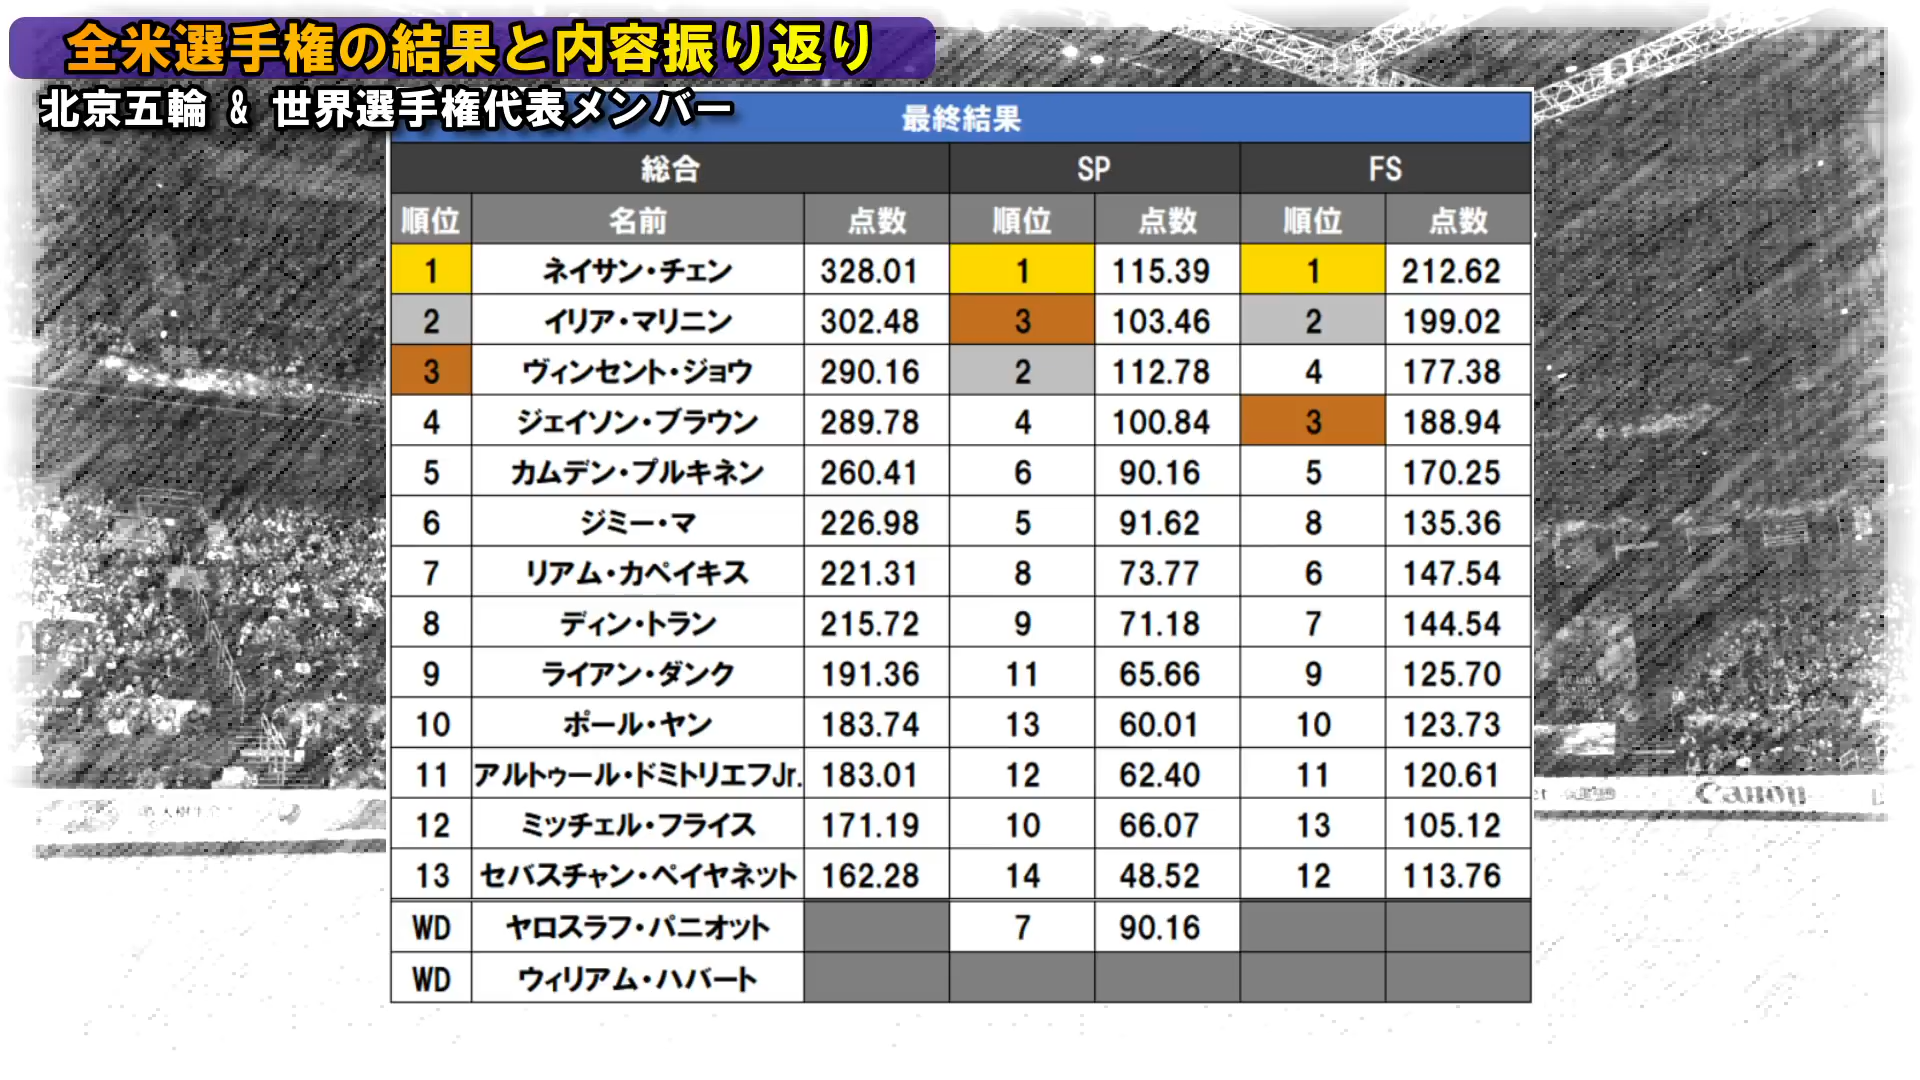 全米選手権の結果と内容振り返り
北京五輪 & 世界選手権代表メンバー
最終結果
総合 SP FS
順位 名前 点数 順位 点数 順位 点数
1 ネイサン・チェン 328.01 1 115.39 1 212.62
2 イリア・マリニン 302.48 3 103.46 2 199.02
3 ヴィンセント・ジョウ 290.16 2 112.78 4 177.38
4 ジェイソン・ブラウン 289.78 4 100.84 3 188.94
5 カムデン・プルキネン 260.41 6 90.16 5 170.25
6 ジミー・マ 226.98 5 91.62 8 135.36
7 リアム・カペイキス 221.31 8 73.77 6 147.54
8 ディン・トラン 215.72 9 71.18 7 144.54
9 ライアン・ダンク 191.36 11 65.66 9 125.70
10 ポール・ヤン 183.74 13 60.01 10 123.73
11 アルトゥール・ドミトリエフJr. 183.01 12 62.40 11 120.61
12 ミッチェル・フライス 171.19 10 66.07 13 105.12
13 セバスチャン・ペイヤネット 162.28 14 48.52 12 113.76
WD ヤロスラフ・パニオット 7 90.16
WD ウィリアム・ハバート
Canon